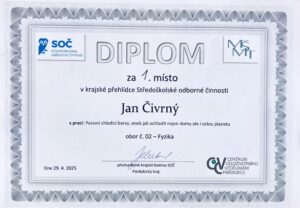 SOČ
středoškolská
odborná činnost
DIPLOM
za 1. místo
v krajské přehlídce Středoškolské odborné činnosti
Jan Čivrný
s prací: Pasivní chladící barvy, aneb jak ochladit nejen domy ale i celou planetu
obor č. 02 – Fyzika
předseda krajské komise SOČ
Pardubický kraj
Dne 29. 4. 2025
CENTRUM
CELOŽIVOTNÍHO
VZDĚLÁVÁNÍ
PARDUBICE